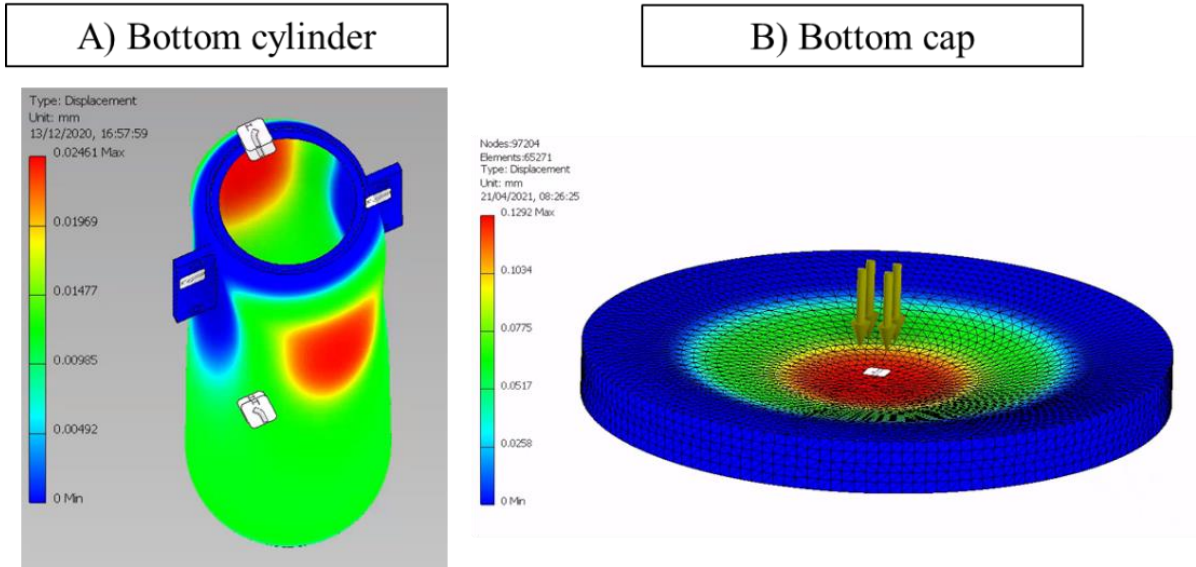 A) Bottom cylinder
Type: Displacement
Unit: mm
13/12/2020, 16:57:59
0.02461 Max
0.01969
0.01477
0.00985
0.00492
0 Min
B) Bottom cap
Nodes:97204
Elements:65271
Type: Displacement
Unit: mm
21/04/2021, 08:26:25
0.1292 Max
0.1034
0.0775
0.0517
0.0258
0 Min